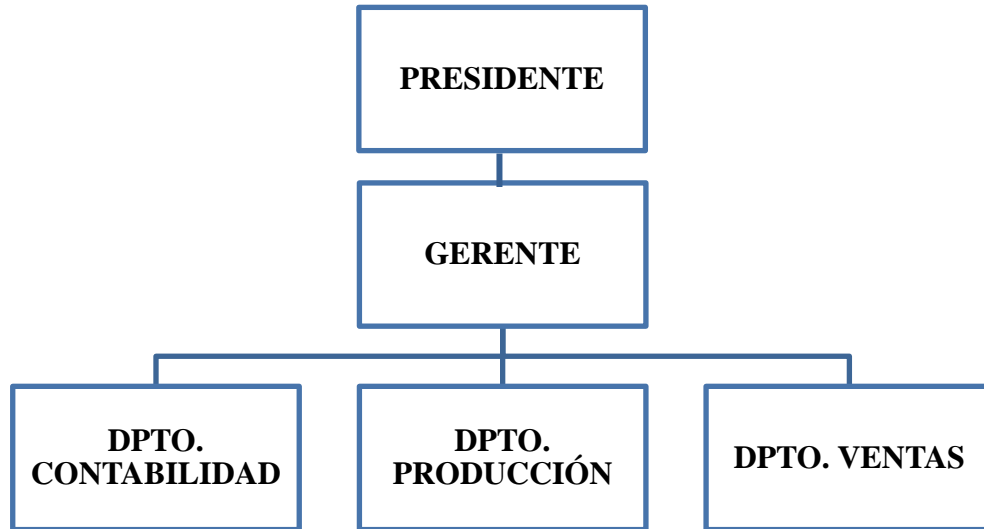 PRESIDENTE
GERENTE
DPTO.
CONTABILIDAD
DPTO.
PRODUCCIÓN
DPTO. VENTAS